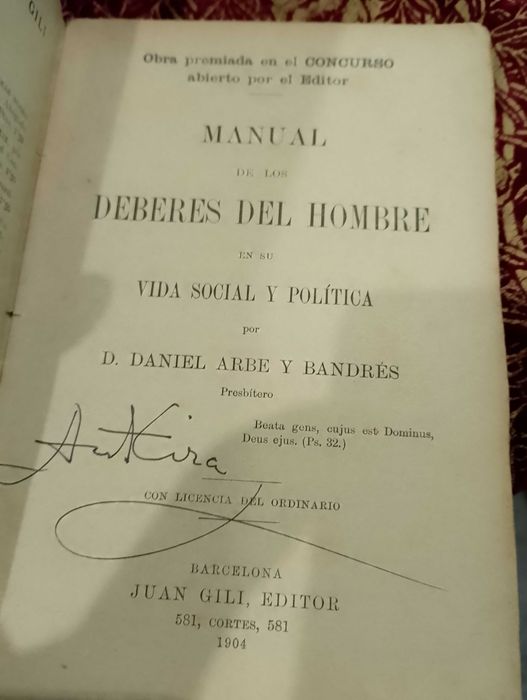 GILI
Obra premiada en el CONCURSO
abierto por el Editor
MANUAL
DE LOS
DEBERES DEL HOMBRE
EN SU
VIDA SOCIAL Y POLÍTICA
por
D. DANIEL ARBE Y BANDRÉS
Presbítero
Beata gens, cujus est Dominus,
Deus ejus. (Ps. 32.)
CON LICENCIA DEL ORDINARIO
BARCELONA
JUAN GILI, EDITOR
581, CORTES, 581
1904